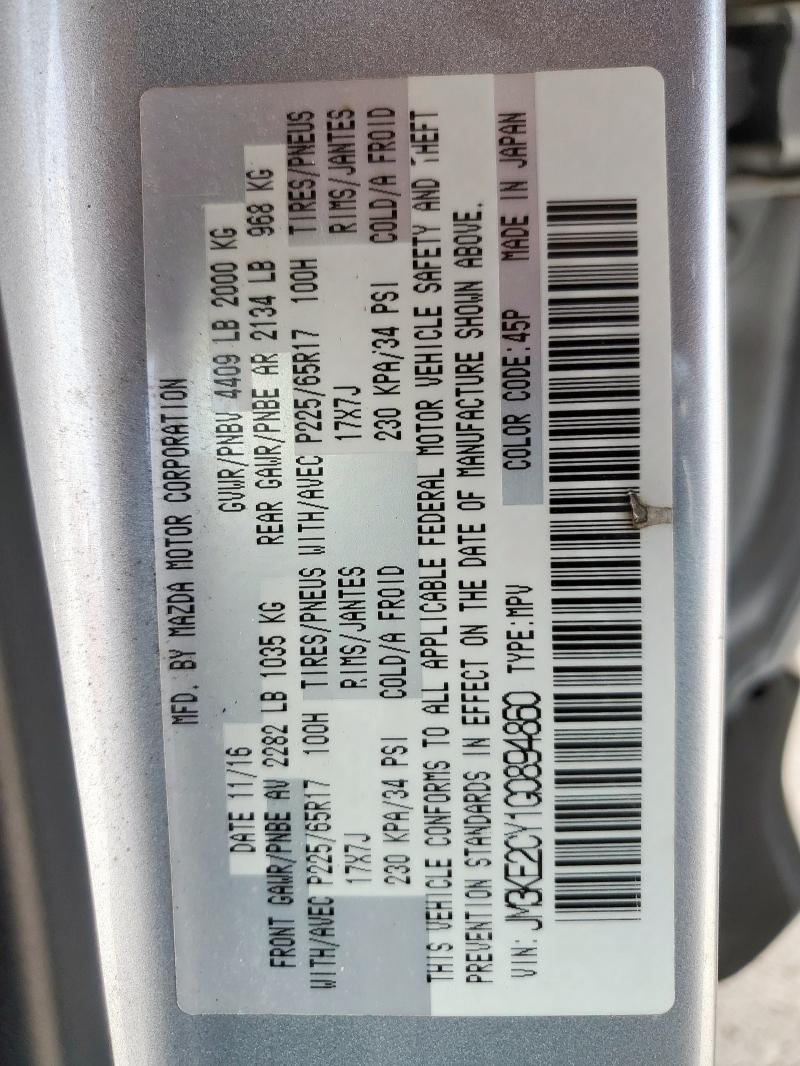 MFD. BY MAZDA MOTOR CORPORATION
DATE 11/16 GVWR/PNBV 4409 LB 2000 KG
FRONT GAWR/PNBE AV 2282 LB 1035 KG REAR GAWR/PNBE AR 2134 LB 968 KG
WITH/AVEC P225/65R17 100H TIRES/PNEUS WITH/AVEC P225/65R17 100H TIRES/PNEUS
17X7J RIMS/JANTES 17X7J RIMS/JANTES
230 KPA/34 PSI COLD/A FROID 230 KPA/34 PSI COLD/A FROID
THIS VEHICLE CONFORMS TO ALL APPLICABLE FEDERAL MOTOR VEHICLE SAFETY AND THEFT
PREVENTION STANDARDS IN EFFECT ON THE DATE OF MANUFACTURE SHOWN ABOVE.
VIN: JM3KE2CY1G0894860 TYPE:MPV COLOR CODE:45P MADE IN JAPAN